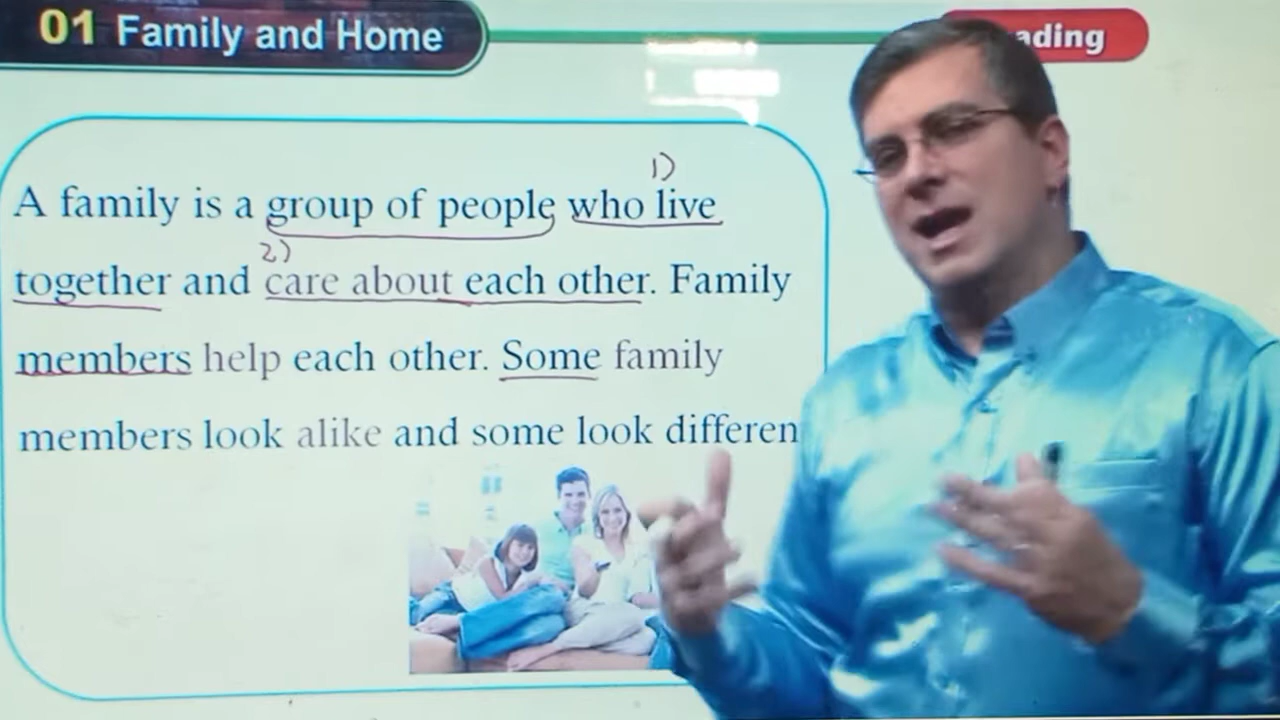 01 Family and Home
ading
1)
A family is a group of people who live
2)
together and care about each other. Family
members help each other. Some family
members look alike and some look differen